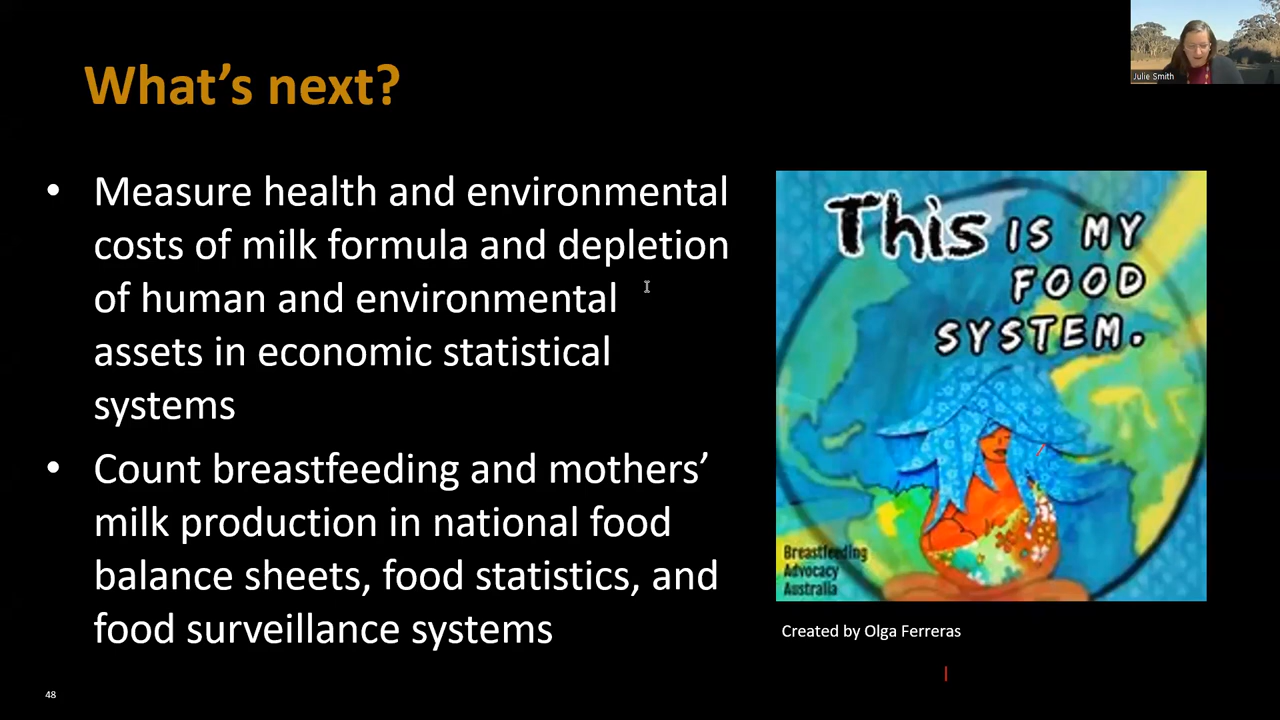 What's next?
Julie Smith
• Measure health and environmental
costs of milk formula and depletion
of human and environmental
assets in economic statistical
systems
• Count breastfeeding and mothers'
milk production in national food
balance sheets, food statistics, and
food surveillance systems
This IS MY
FOOD
SYSTEM.
Breastfeeding
Advocacy
Australia
Created by Olga Ferreras
48